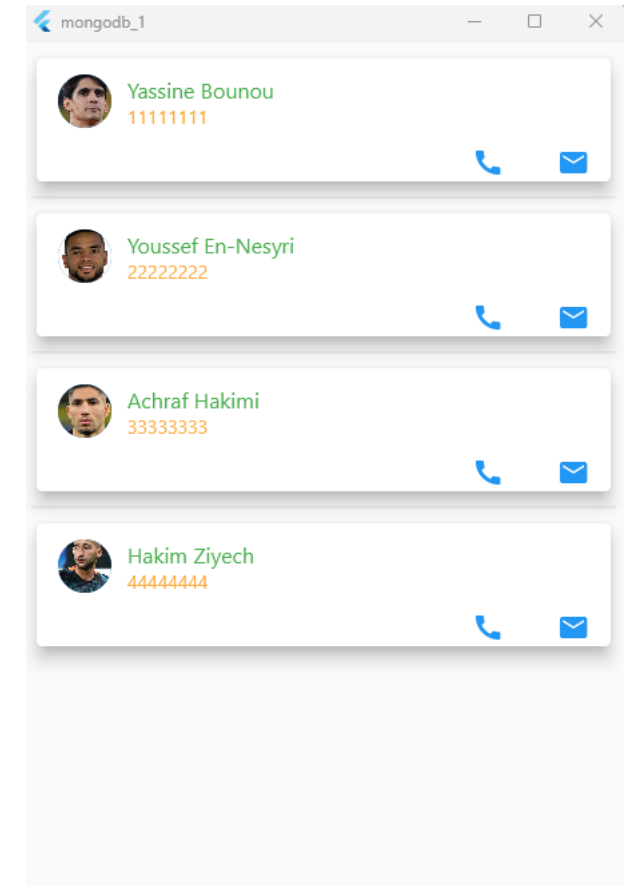 mongodb_1
Yassine Bounou
11111111
Youssef En-Nesyri
22222222
Achraf Hakimi
33333333
Hakim Ziyech
44444444